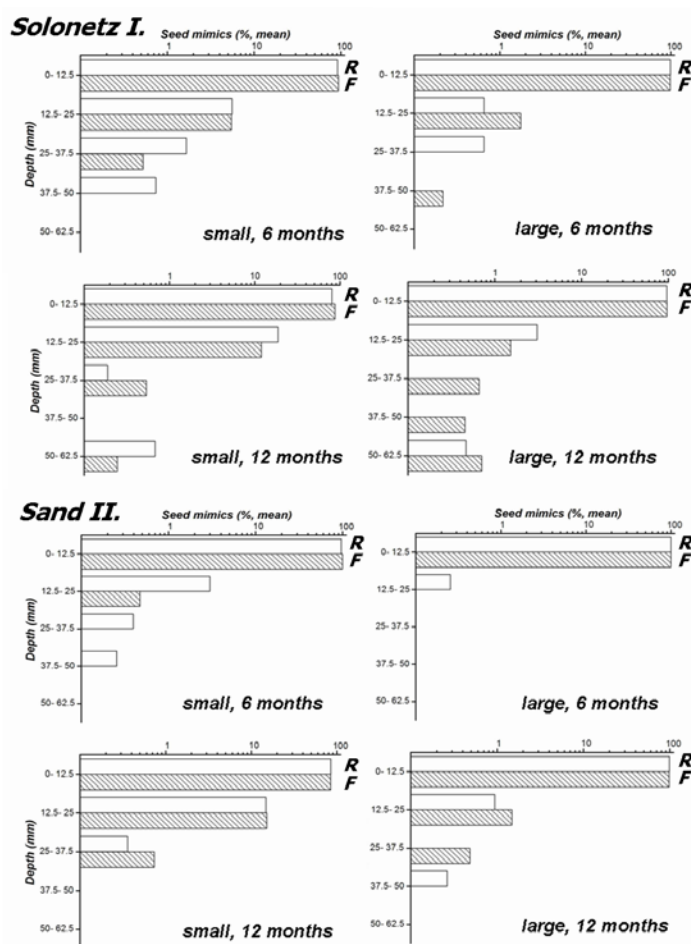 Solonetz I.
Seed mimics (%, mean)
1 10 100
0- 12.5
12.5- 25
25- 37.5
37.5- 50
50- 62.5
Depth (mm)
R
F
small, 6 months
1 10 100
0- 12.5
12.5- 25
25- 37.5
37.5- 50
50- 62.5
R
F
large, 6 months
1 10 100
0- 12.5
12.5- 25
25- 37.5
37.5- 50
50- 62.5
Depth (mm)
R
F
small, 12 months
1 10 100
0- 12.5
12.5- 25
25- 37.5
37.5- 50
50- 62.5
R
F
large, 12 months
Sand II.
Seed mimics (%, mean)
1 10 100
0- 12.5
12.5- 25
25- 37.5
37.5- 50
50- 62.5
Depth (mm)
R
F
small, 6 months
Seed mimics (%, mean)
1 10 100
0- 12.5
12.5- 25
25- 37.5
37.5- 50
50- 62.5
R
F
large, 6 months
1 10 100
0- 12.5
12.5- 25
25- 37.5
37.5- 50
50- 62.5
Depth (mm)
R
F
small, 12 months
1 10 100
0- 12.5
12.5- 25
25- 37.5
37.5- 50
50- 62.5
R
F
large, 12 months